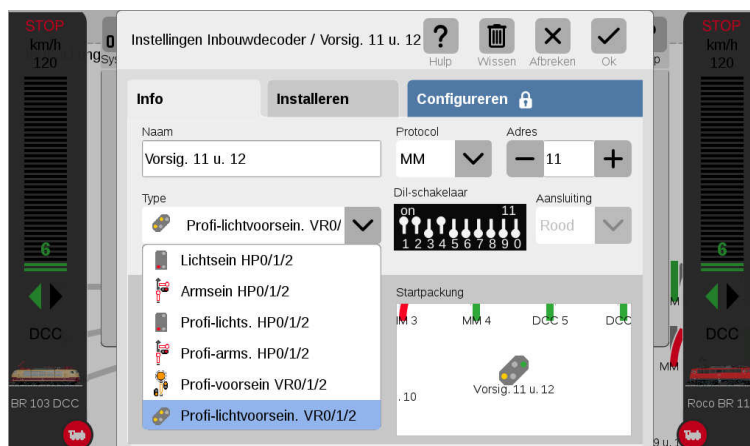 STOP
km/h
120
6
DCC
BR 103 DCC
Instellingen Inbouwdecoder / Vorsig. 11 u. 12
Hulp
Wissen
Afbreken
Ok
Info
Installeren
Configureren
Naam
Vorsig. 11 u. 12
Protocol
MM
Adres
11
Type
Profi-lichtvoorsein. VR0/
Dil-schakelaar
on 11
1 2 3 4 5 6 7 8 9 0
Aansluiting
Rood
Lichtsein HP0/1/2
Armsein HP0/1/2
Profi-lichts. HP0/1/2
Profi-arms. HP0/1/2
Profi-voorsein VR0/1/2
Profi-lichtvoorsein. VR0/1/2
Startpackung
MM 4
DCC 5
DCC
. 10
Vorsig. 11 u. 12
STOP
km/h
120
6
DCC
Roco BR 11